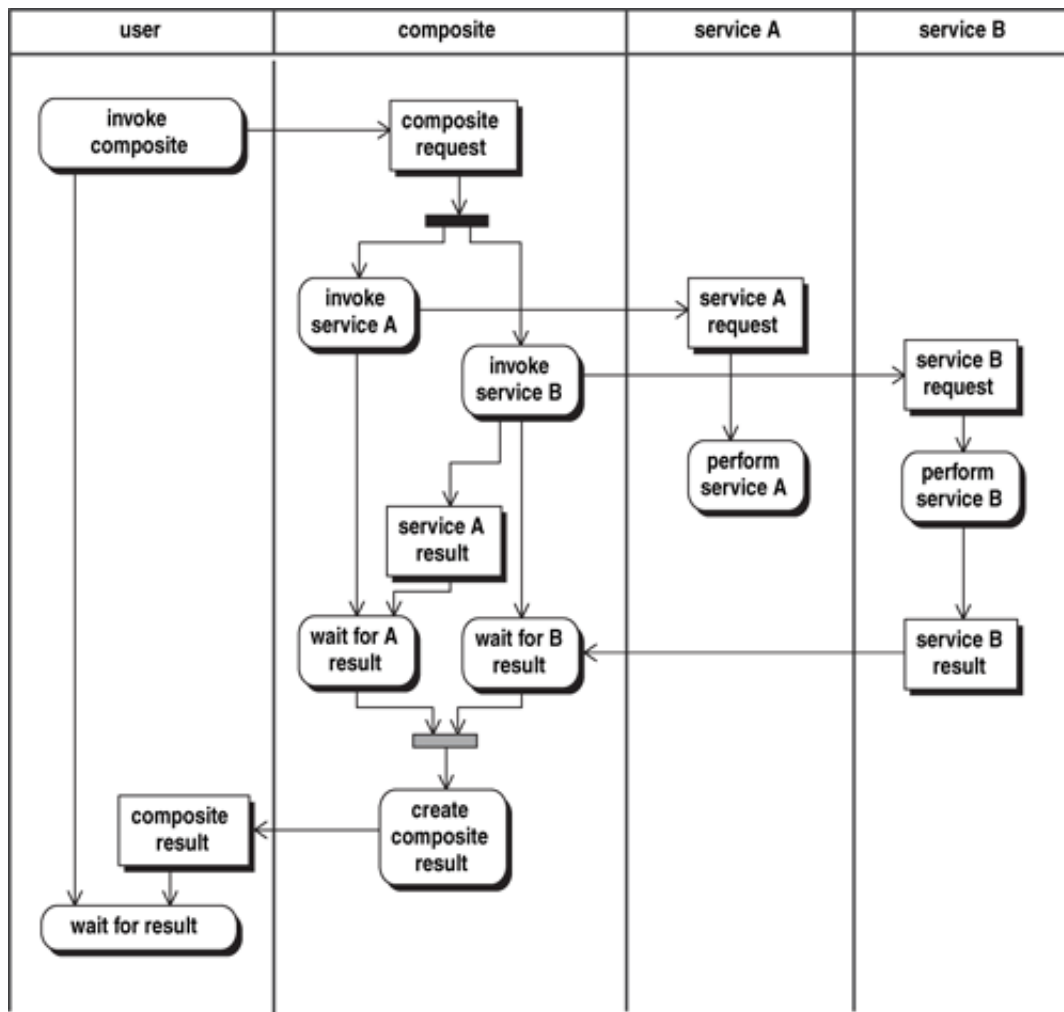 user
composite
service A
service B
invoke
composite
composite
request
invoke
service A
service A
request
invoke
service B
service B
request
perform
service A
perform
service B
service A
result
wait for A
result
wait for B
result
service B
result
create
composite
result
composite
result
wait for result